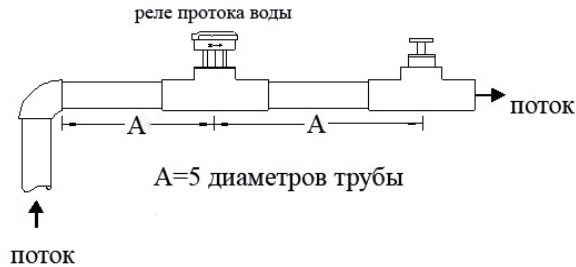 реле протока воды
поток
А
А
А=5 диаметров трубы
поток